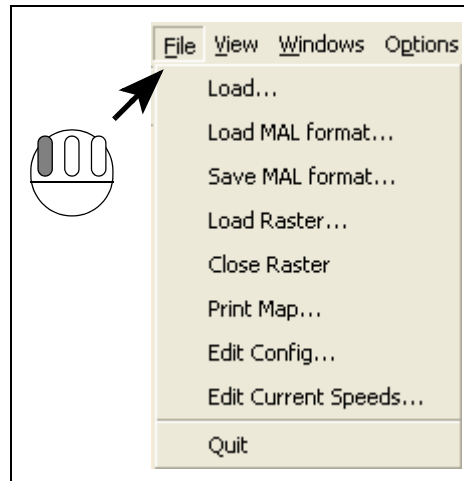 File View Windows Options
Load...
Load MAL format...
Save MAL format...
Load Raster...
Close Raster
Print Map...
Edit Config...
Edit Current Speeds...
Quit